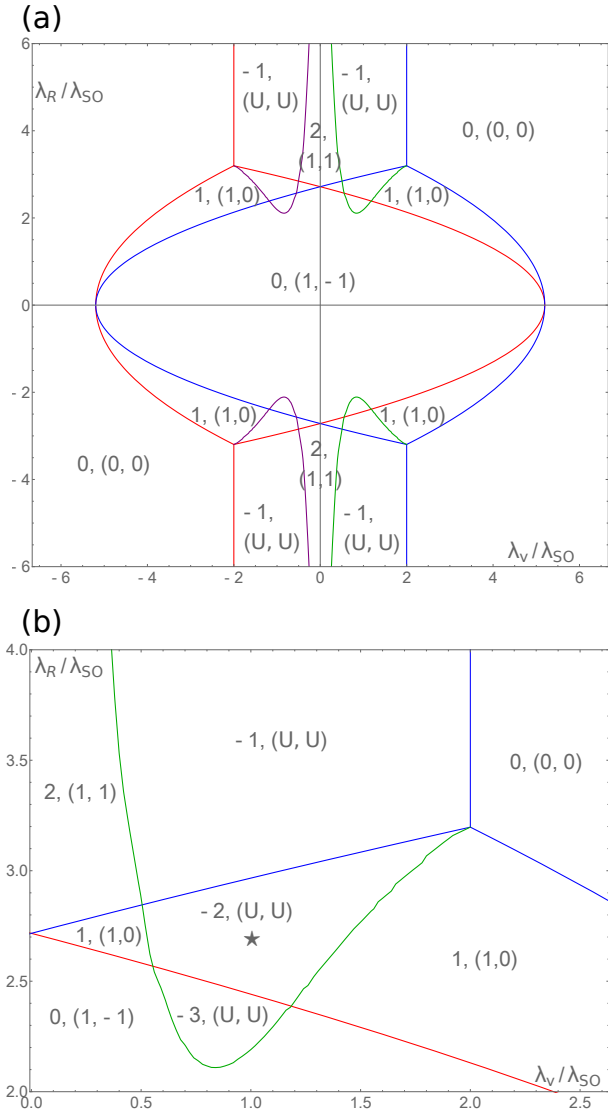 (a)
λR/λSO
- 1,
(U, U)
- 1,
(U, U)
2,
(1,1)
0, (0, 0)
1, (1,0)
1, (1,0)
0, (1, - 1)
1, (1,0)
1, (1,0)
0, (0, 0)
2,
(1,1)
- 1,
(U, U)
- 1,
(U, U)
λv/λSO
6
4
2
0
- 2
- 4
- 6
- 6
- 4
- 2
0
2
4
6
(b)
λR/λSO
- 1, (U, U)
0, (0, 0)
2, (1, 1)
- 2, (U, U)
★
1, (1,0)
1, (1,0)
0, (1, - 1)
- 3, (U, U)
λv/λSO
4.0
3.5
3.0
2.5
2.0
0.0
0.5
1.0
1.5
2.0
2.5